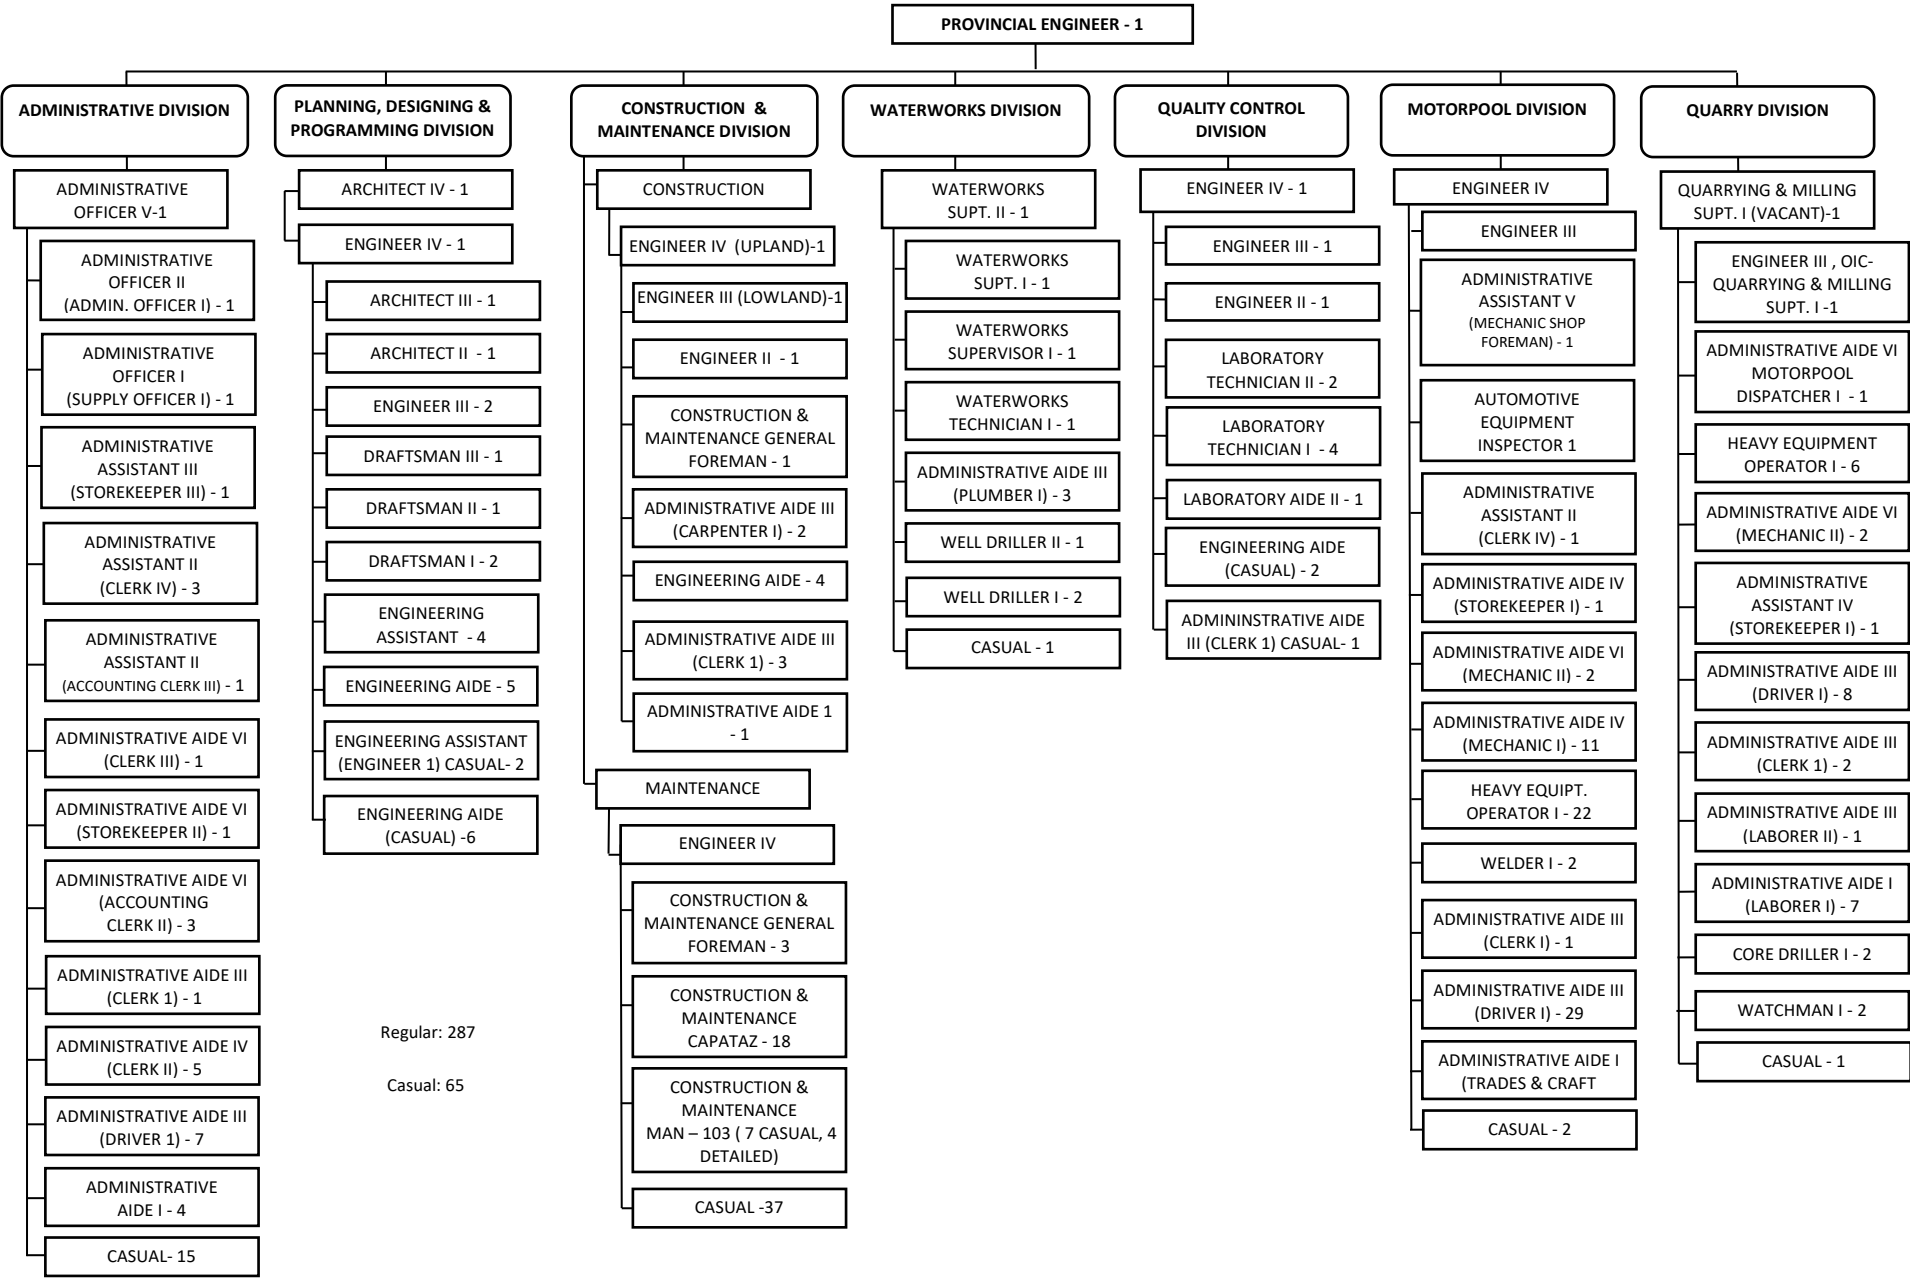 PROVINCIAL ENGINEER - 1
ADMINISTRATIVE DIVISION
ADMINISTRATIVE
OFFICER V-1
ADMINISTRATIVE
OFFICER II
(ADMIN. OFFICER I) - 1
ADMINISTRATIVE
OFFICER I
(SUPPLY OFFICER I) - 1
ADMINISTRATIVE
ASSISTANT III
(STOREKEEPER III) - 1
ADMINISTRATIVE
ASSISTANT II
(CLERK IV) - 3
ADMINISTRATIVE
ASSISTANT II
(ACCOUNTING CLERK III) - 1
ADMINISTRATIVE AIDE VI
(CLERK III) - 1
ADMINISTRATIVE AIDE VI
(STOREKEEPER II) - 1
ADMINISTRATIVE AIDE VI
(ACCOUNTING
CLERK II) - 3
ADMINISTRATIVE AIDE III
(CLERK 1) - 1
ADMINISTRATIVE AIDE IV
(CLERK II) - 5
ADMINISTRATIVE AIDE III
(DRIVER 1) - 7
ADMINISTRATIVE
AIDE I - 4
CASUAL- 15
PLANNING, DESIGNING &
PROGRAMMING DIVISION
ARCHITECT IV - 1
ENGINEER IV - 1
ARCHITECT III - 1
ARCHITECT II  - 1
ENGINEER III - 2
DRAFTSMAN III - 1
DRAFTSMAN II - 1
DRAFTSMAN I - 2
ENGINEERING
ASSISTANT  - 4
ENGINEERING AIDE - 5
ENGINEERING ASSISTANT
(ENGINEER 1) CASUAL- 2
ENGINEERING AIDE
(CASUAL) -6
Regular: 287
Casual: 65
CONSTRUCTION  &
MAINTENANCE DIVISION
CONSTRUCTION
ENGINEER IV  (UPLAND)-1
ENGINEER III (LOWLAND)-1
ENGINEER II  - 1
CONSTRUCTION &
MAINTENANCE GENERAL
FOREMAN - 1
ADMINISTRATIVE AIDE III
(CARPENTER I) - 2
ENGINEERING AIDE - 4
ADMINISTRATIVE AIDE III
(CLERK 1) - 3
ADMINISTRATIVE AIDE 1
- 1
MAINTENANCE
ENGINEER IV
CONSTRUCTION &
MAINTENANCE GENERAL
FOREMAN - 3
CONSTRUCTION &
MAINTENANCE
CAPATAZ - 18
CONSTRUCTION &
MAINTENANCE
MAN – 103 ( 7 CASUAL, 4
DETAILED)
CASUAL -37
WATERWORKS DIVISION
WATERWORKS
SUPT. II - 1
WATERWORKS
SUPT. I - 1
WATERWORKS
SUPERVISOR I - 1
WATERWORKS
TECHNICIAN I - 1
ADMINISTRATIVE AIDE III
(PLUMBER I) - 3
WELL DRILLER II - 1
WELL DRILLER I - 2
CASUAL - 1
QUALITY CONTROL
DIVISION
ENGINEER IV - 1
ENGINEER III - 1
ENGINEER II - 1
LABORATORY
TECHNICIAN II - 2
LABORATORY
TECHNICIAN I  - 4
LABORATORY AIDE II - 1
ENGINEERING AIDE
(CASUAL) - 2
ADMININSTRATIVE AIDE
III (CLERK 1) CASUAL- 1
MOTORPOOL DIVISION
ENGINEER IV
ENGINEER III
ADMINISTRATIVE
ASSISTANT V
(MECHANIC SHOP
FOREMAN) - 1
AUTOMOTIVE
EQUIPMENT
INSPECTOR 1
ADMINISTRATIVE
ASSISTANT II
(CLERK IV) - 1
ADMINISTRATIVE AIDE IV
(STOREKEEPER I) - 1
ADMINISTRATIVE AIDE VI
(MECHANIC II) - 2
ADMINISTRATIVE AIDE IV
(MECHANIC I) - 11
HEAVY EQUIPT.
OPERATOR I - 22
WELDER I - 2
ADMINISTRATIVE AIDE III
(CLERK I) - 1
ADMINISTRATIVE AIDE III
(DRIVER I) - 29
ADMINISTRATIVE AIDE I
(TRADES & CRAFT
CASUAL - 2
QUARRY DIVISION
QUARRYING & MILLING
SUPT. I (VACANT)-1
ENGINEER III , OIC-
QUARRYING & MILLING
SUPT. I -1
ADMINISTRATIVE AIDE VI
MOTORPOOL
DISPATCHER I  - 1
HEAVY EQUIPMENT
OPERATOR I - 6
ADMINISTRATIVE AIDE VI
(MECHANIC II) - 2
ADMINISTRATIVE
ASSISTANT IV
(STOREKEEPER I) - 1
ADMINISTRATIVE AIDE III
(DRIVER I) - 8
ADMINISTRATIVE AIDE III
(CLERK 1) - 2
ADMINISTRATIVE AIDE III
(LABORER II) - 1
ADMINISTRATIVE AIDE I
(LABORER I) - 7
CORE DRILLER I - 2
WATCHMAN I - 2
CASUAL - 1